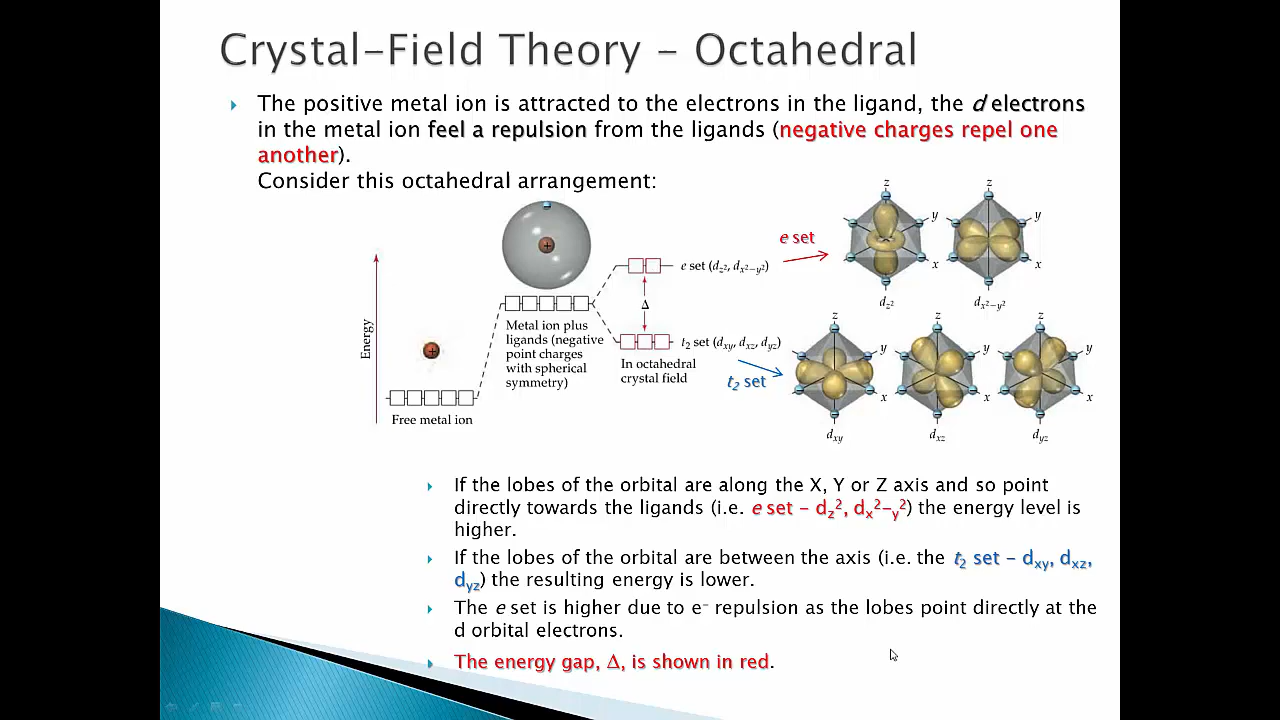 Crystal-Field Theory - Octahedral
The positive metal ion is attracted to the electrons in the ligand, the d electrons
in the metal ion feel a repulsion from the ligands (negative charges repel one
another).
Consider this octahedral arrangement:
Energy
+
Free metal ion
+
Metal ion plus
ligands (negative
point charges
with spherical
symmetry)
e set (dz², dx²−y²)
Δ
t₂ set (dxy, dxz, dyz)
In octahedral
crystal field
e set
t₂ set
z
y
x
dz²
z
y
x
dx²−y²
z
y
x
dxy
z
y
x
dxz
z
y
x
dyz
If the lobes of the orbital are along the X, Y or Z axis and so point
directly towards the ligands (i.e. e set - dz², dx²-y²) the energy level is
higher.
If the lobes of the orbital are between the axis (i.e. the t₂ set - dxy, dxz,
dyz) the resulting energy is lower.
The e set is higher due to e⁻ repulsion as the lobes point directly at the
d orbital electrons.
The energy gap, Δ, is shown in red.